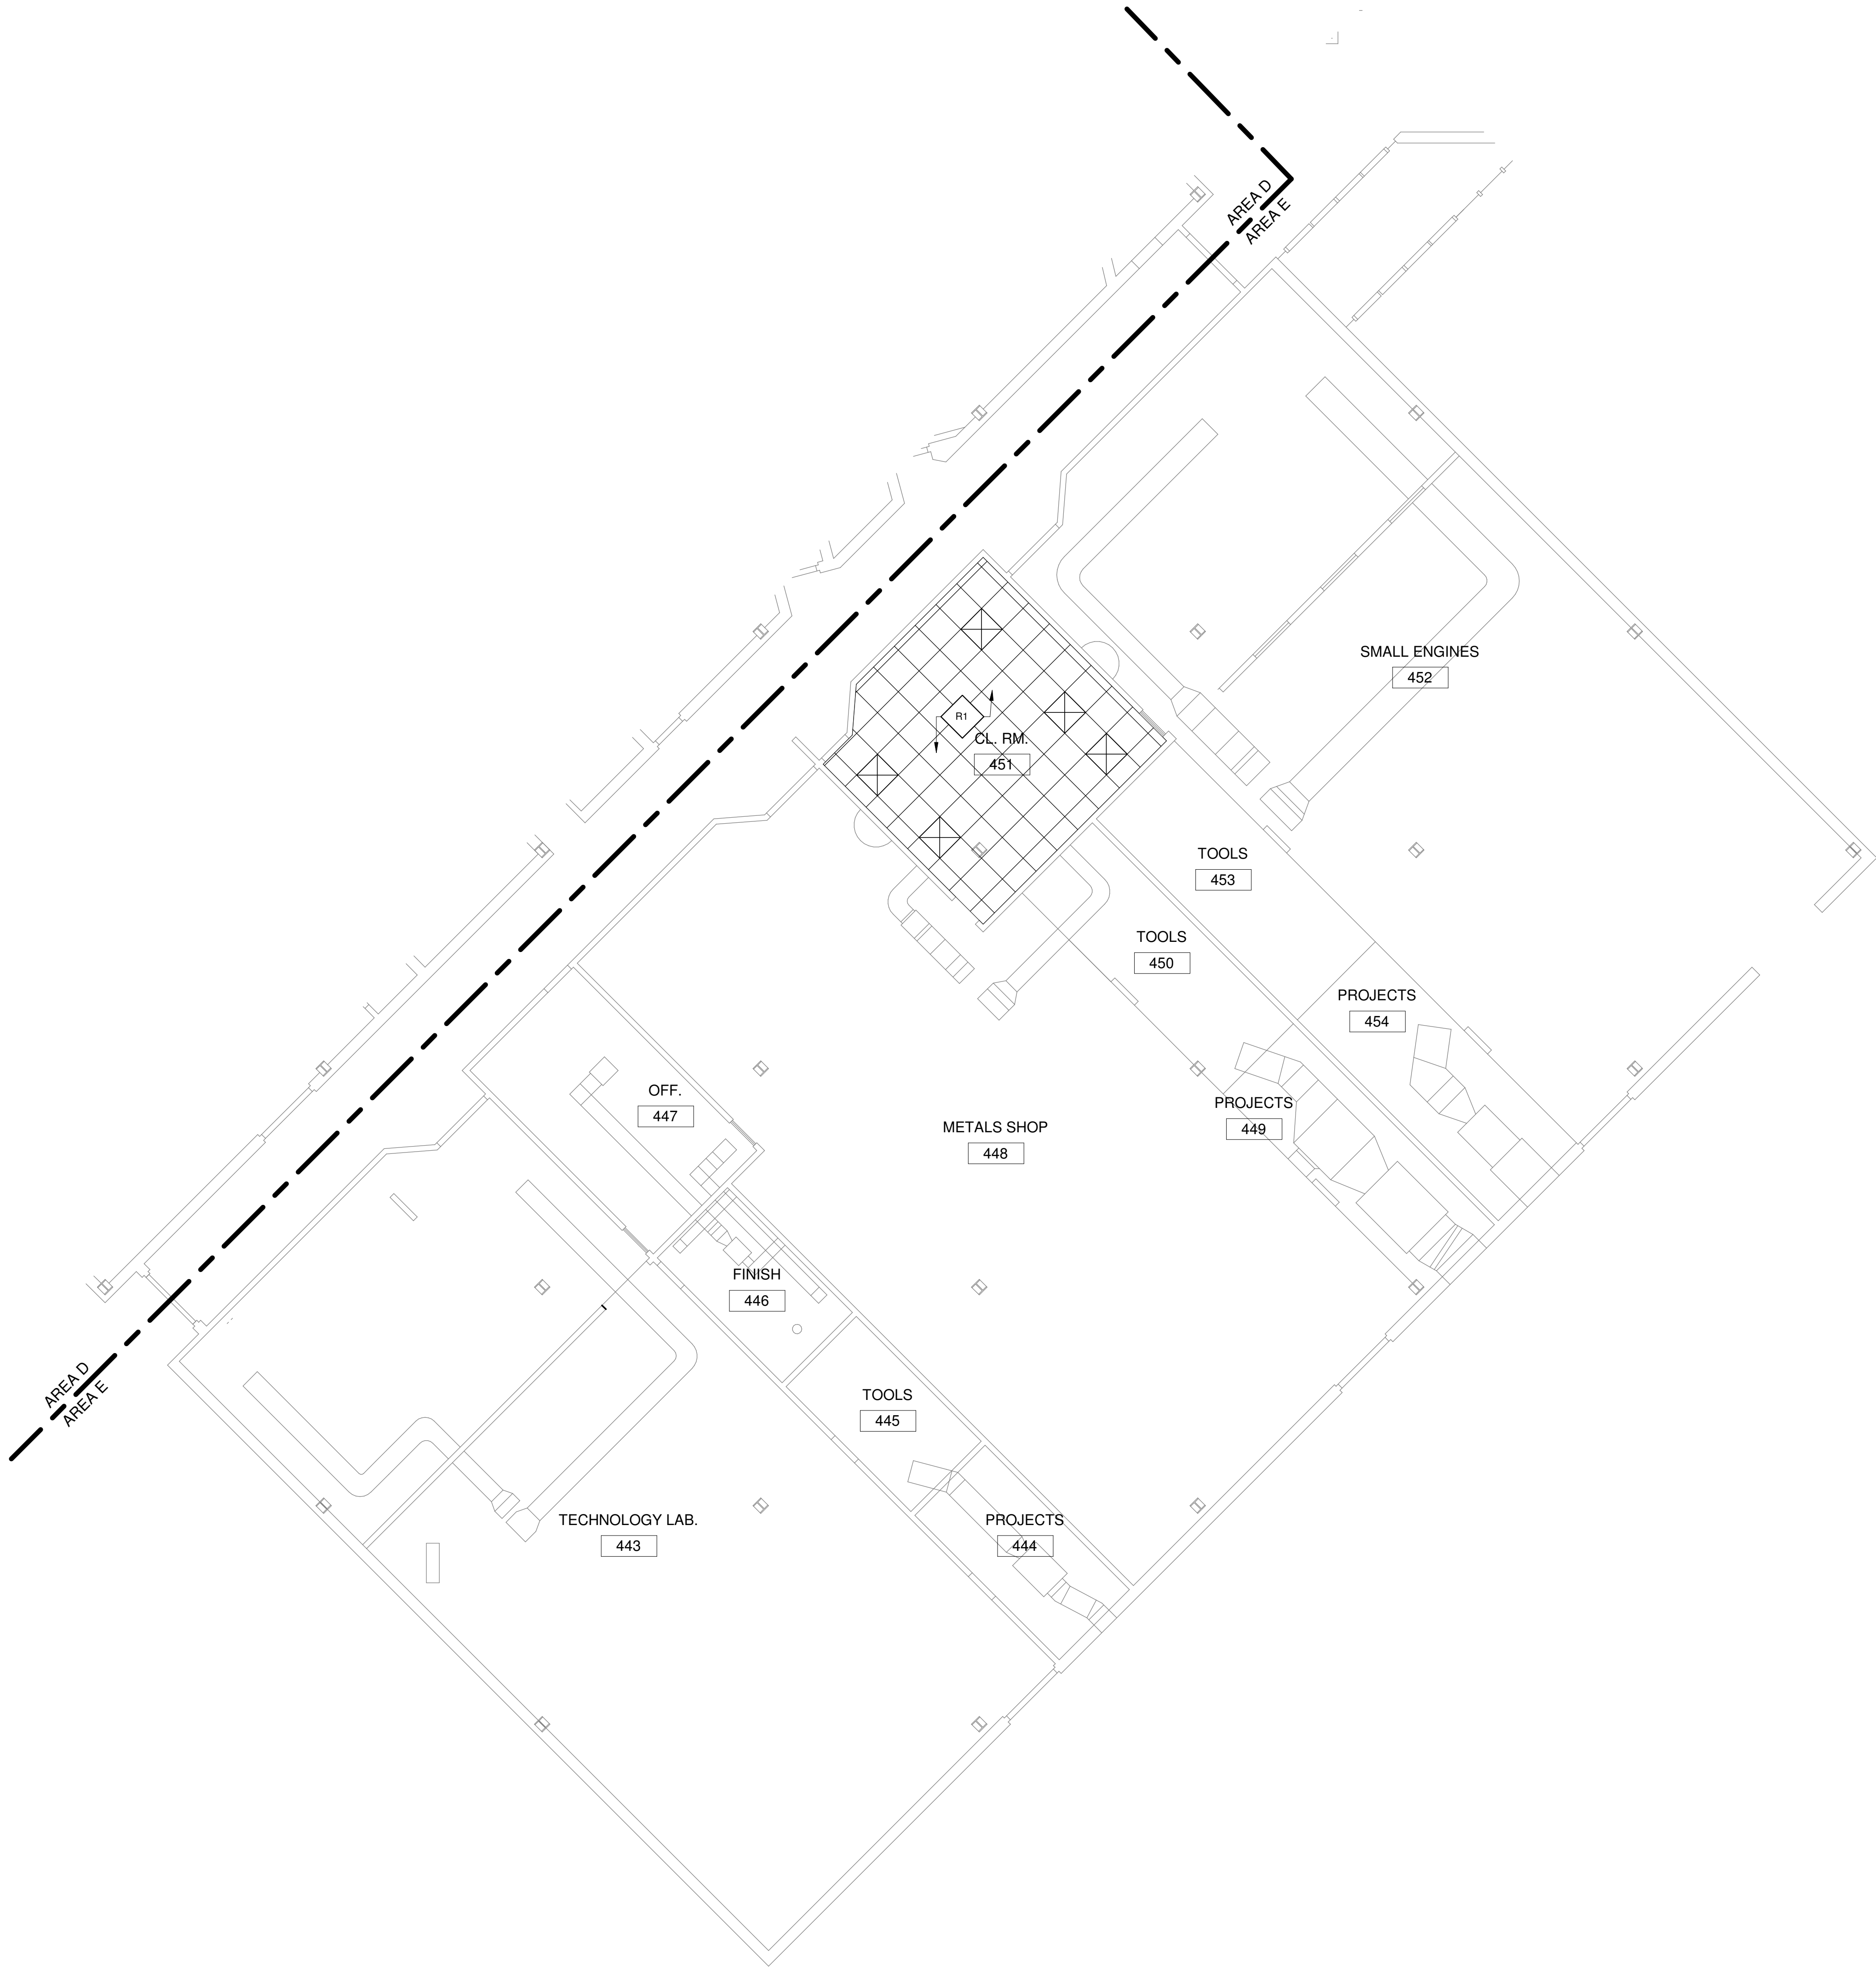 AREA D
AREA E
SMALL ENGINES
452
R1
CL. RM.
451
TOOLS
453
TOOLS
450
PROJECTS
454
OFF.
447
METALS SHOP
448
PROJECTS
449
FINISH
446
AREA D
AREA E
TOOLS
445
TECHNOLOGY LAB.
443
PROJECTS
444